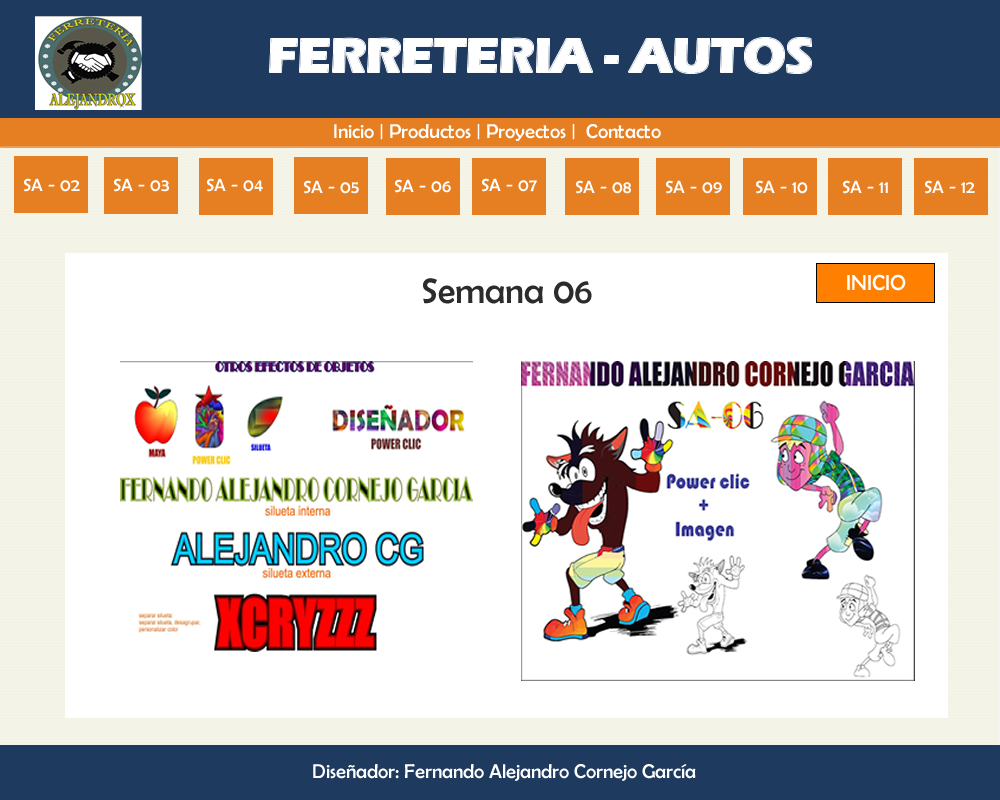 FERRETERIA
ALEJANDROX
FERRETERIA - AUTOS
Inicio | Productos | Proyectos | Contacto
SA - 02
SA - 03
SA - 04
SA - 05
SA - 06
SA - 07
SA - 08
SA - 09
SA - 10
SA - 11
SA - 12
Semana 06
INICIO
OTROS EFECTOS DE OBJETOS
MAYA
POWER CLIC
SILUETA
DISEÑADOR
POWER CLIC
FERNANDO ALEJANDRO CORNEJO GARCIA
silueta interna
ALEJANDRO CG
silueta externa
separar silueta:
separar silueta, desagrupar,
personalizar color
XCRYZZZ
FERNANDO ALEJANDRO CORNEJO GARCIA
SA-06
Power clic
+
Imagen
Diseñador: Fernando Alejandro Cornejo García